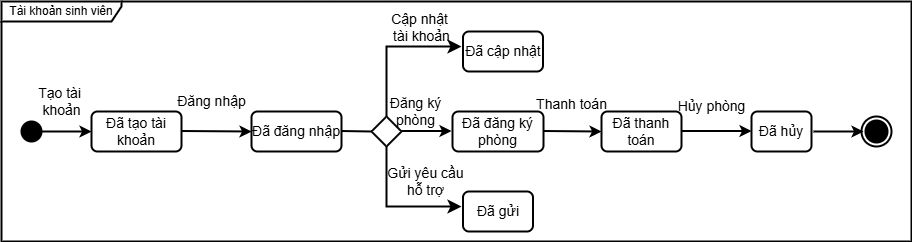 Tài khoản sinh viên
Cập nhật
tài khoản
Đã cập nhật
Tạo tài
khoản
Đã tạo tài
khoản
Đăng nhập
Đã đăng nhập
Đăng ký
phòng
Đã đăng ký
phòng
Thanh toán
Đã thanh
toán
Hủy phòng
Đã hủy
Gửi yêu cầu
hỗ trợ
Đã gửi